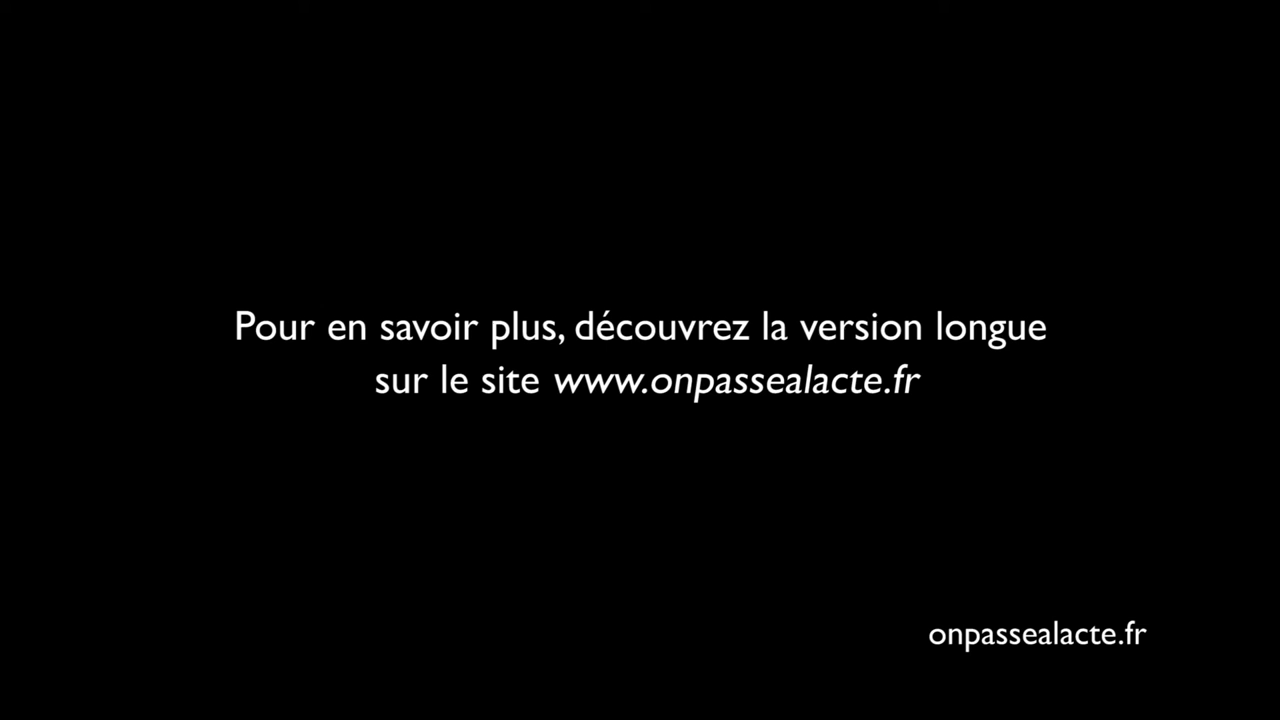 Pour en savoir plus, découvrez la version longue
sur le site www.onpassealacte.fr
onpassealacte.fr